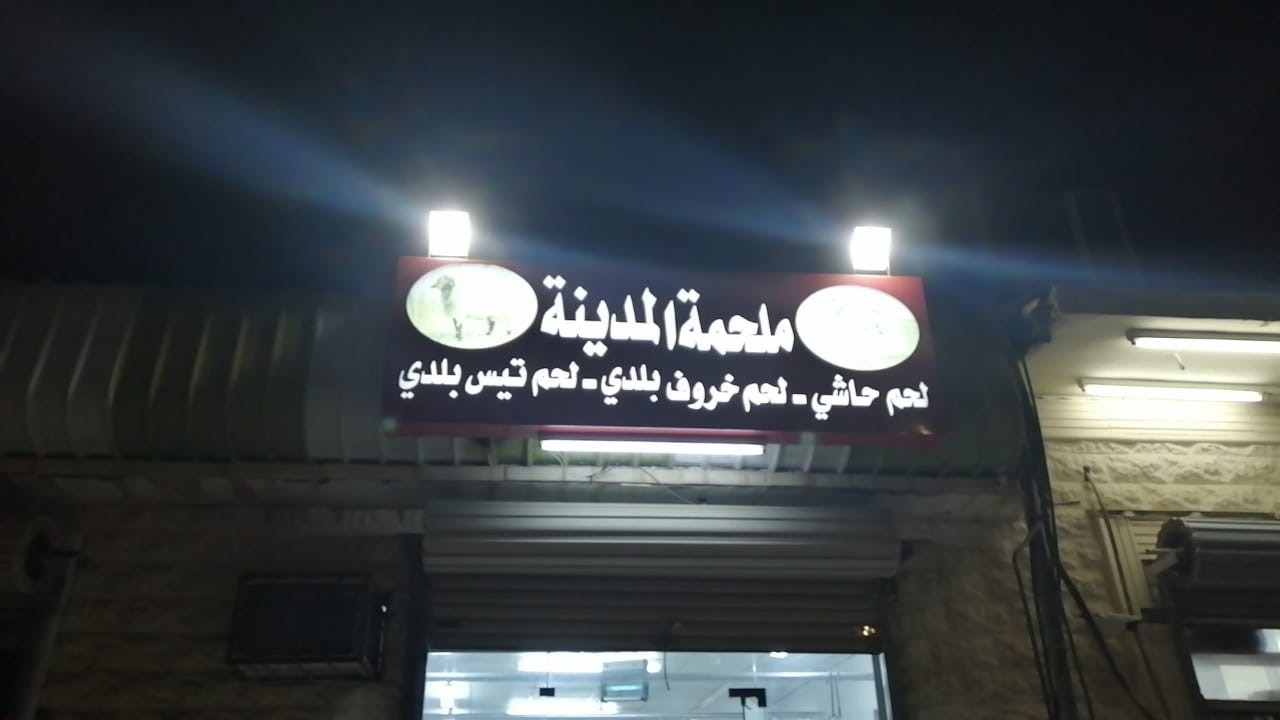 ملحمة المدينة
لحم حاشي - لحم خروف بلدي - لحم تيس بلدي